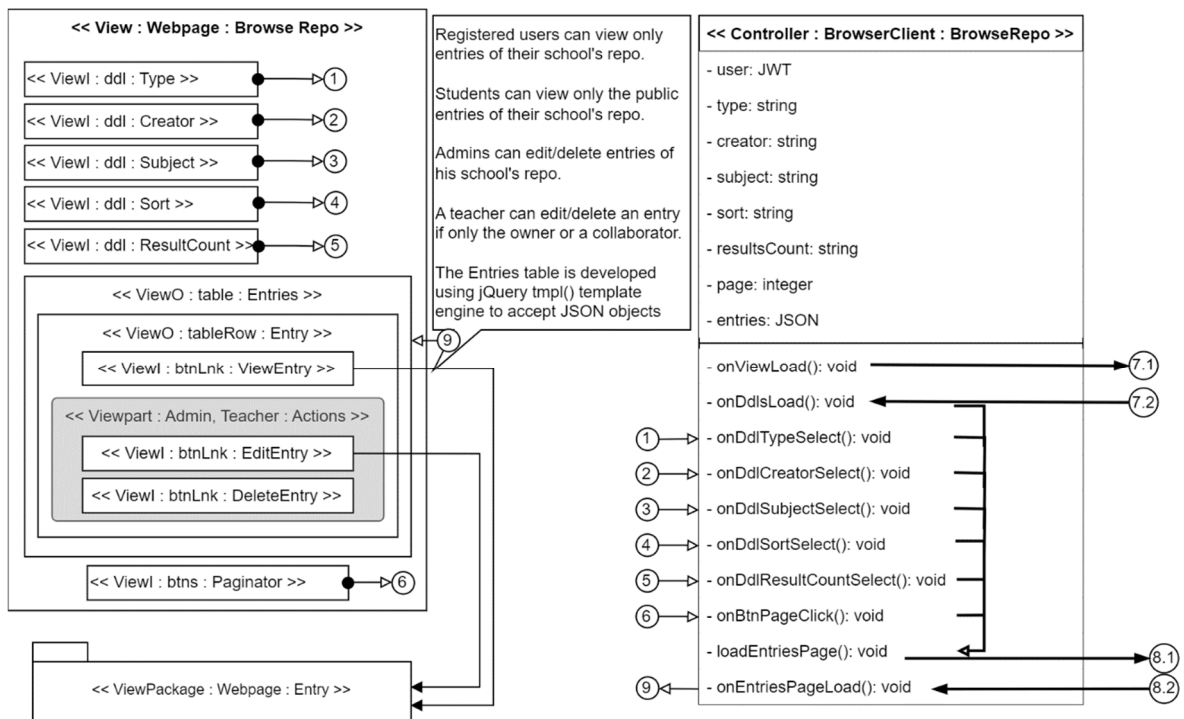 << View : Webpage : Browse Repo >>
<< ViewI : ddl : Type >>
1
<< ViewI : ddl : Creator >>
2
<< ViewI : ddl : Subject >>
3
<< ViewI : ddl : Sort >>
4
<< ViewI : ddl : ResultCount >>
5
<< ViewO : table : Entries >>
<< ViewO : tableRow : Entry >>
9
<< ViewI : btnLnk : ViewEntry >>
<< Viewpart : Admin, Teacher : Actions >>
<< ViewI : btnLnk : EditEntry >>
<< ViewI : btnLnk : DeleteEntry >>
<< ViewI : btns : Paginator >>
6
<< ViewPackage : Webpage : Entry >>
Registered users can view only
entries of their school's repo.
Students can view only the public
entries of their school's repo.
Admins can edit/delete entries of
his school's repo.
A teacher can edit/delete an entry
if only the owner or a collaborator.
The Entries table is developed
using jQuery tmpl() template
engine to accept JSON objects
<< Controller : BrowserClient : BrowseRepo >>
- user: JWT
- type: string
- creator: string
- subject: string
- sort: string
- resultsCount: string
- page: integer
- entries: JSON
- onViewLoad(): void
7.1
- onDdlsLoad(): void
7.2
1
- onDdlTypeSelect(): void
2
- onDdlCreatorSelect(): void
3
- onDdlSubjectSelect(): void
4
- onDdlSortSelect(): void
5
- onDdlResultCountSelect(): void
6
- onBtnPageClick(): void
- loadEntriesPage(): void
8.1
9
- onEntriesPageLoad(): void
8.2